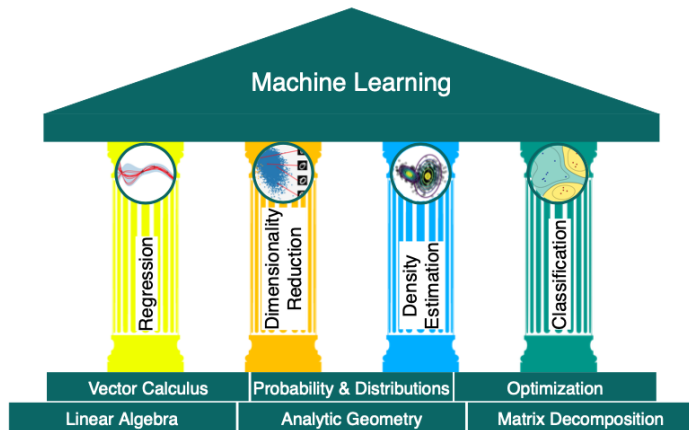 Machine Learning
Regression
Dimensionality
Reduction
Density
Estimation
Classification
Vector Calculus
Probability & Distributions
Optimization
Linear Algebra
Analytic Geometry
Matrix Decomposition